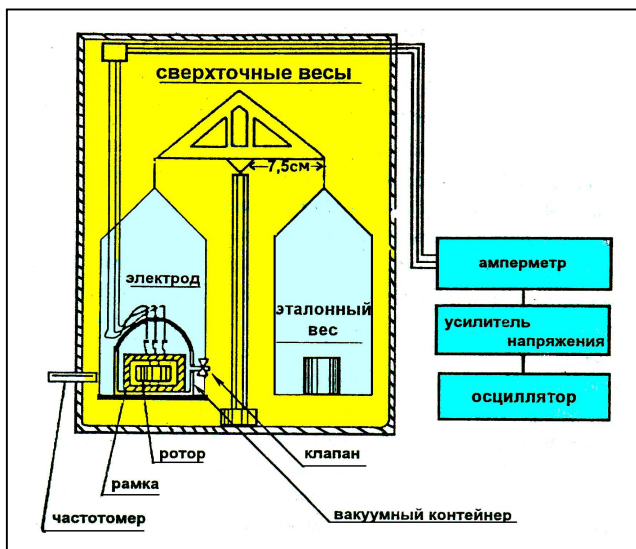 сверхточные весы
7,5см
электрод
эталонный
вес
амперметр
усилитель
напряжения
осциллятор
ротор
клапан
рамка
вакуумный контейнер
частотомер